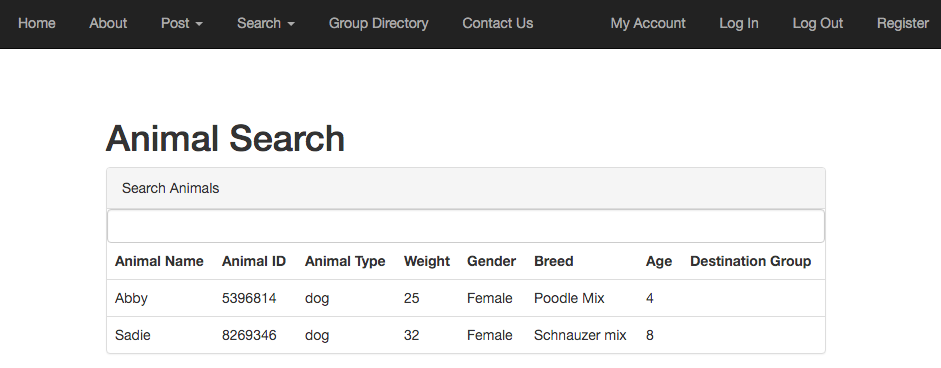 Home About Post Search Group Directory Contact Us My Account Log In Log Out Register
Animal Search
Search Animals
Animal Name Animal ID Animal Type Weight Gender Breed Age Destination Group
Abby 5396814 dog 25 Female Poodle Mix 4
Sadie 8269346 dog 32 Female Schnauzer mix 8